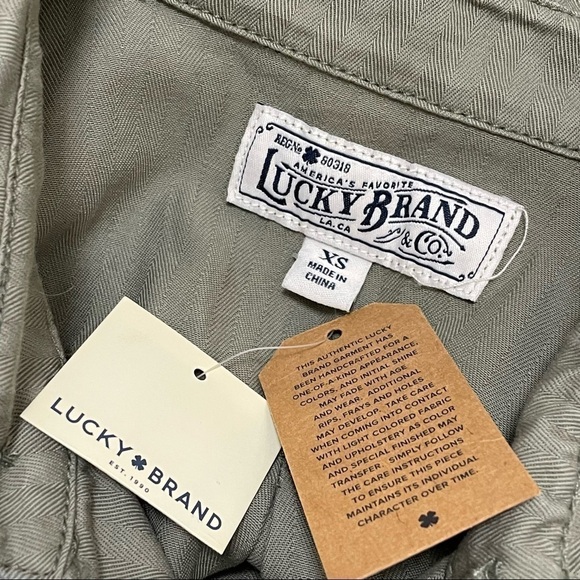 REG.No 80318
AMERICA'S FAVORITE
LUCKY BRAND
LA. CA & Co.
XS
MADE IN
CHINA
LUCKY BRAND
EST. 1990
THIS AUTHENTIC LUCKY
BRAND GARMENT HAS
BEEN HANDCRAFTED FOR A
ONE-OF-A-KIND APPEARANCE,
COLORS, AND INITIAL SHINE
MAY FADE WITH AGE
AND WEAR. ADDITIONAL
RIPS, FRAYS AND HOLES
MAY DEVELOP. TAKE CARE
WHEN COMING INTO CONTACT
WITH LIGHT COLORED FABRIC
AND UPHOLSTERY AS COLOR
AND SPECIAL FINISHED MAY
TRANSFER. SIMPLY FOLLOW
THE CARE INSTRUCTIONS
TO ENSURE THIS PIECE
MAINTAINS ITS INDIVIDUAL
CHARACTER OVER TIME.